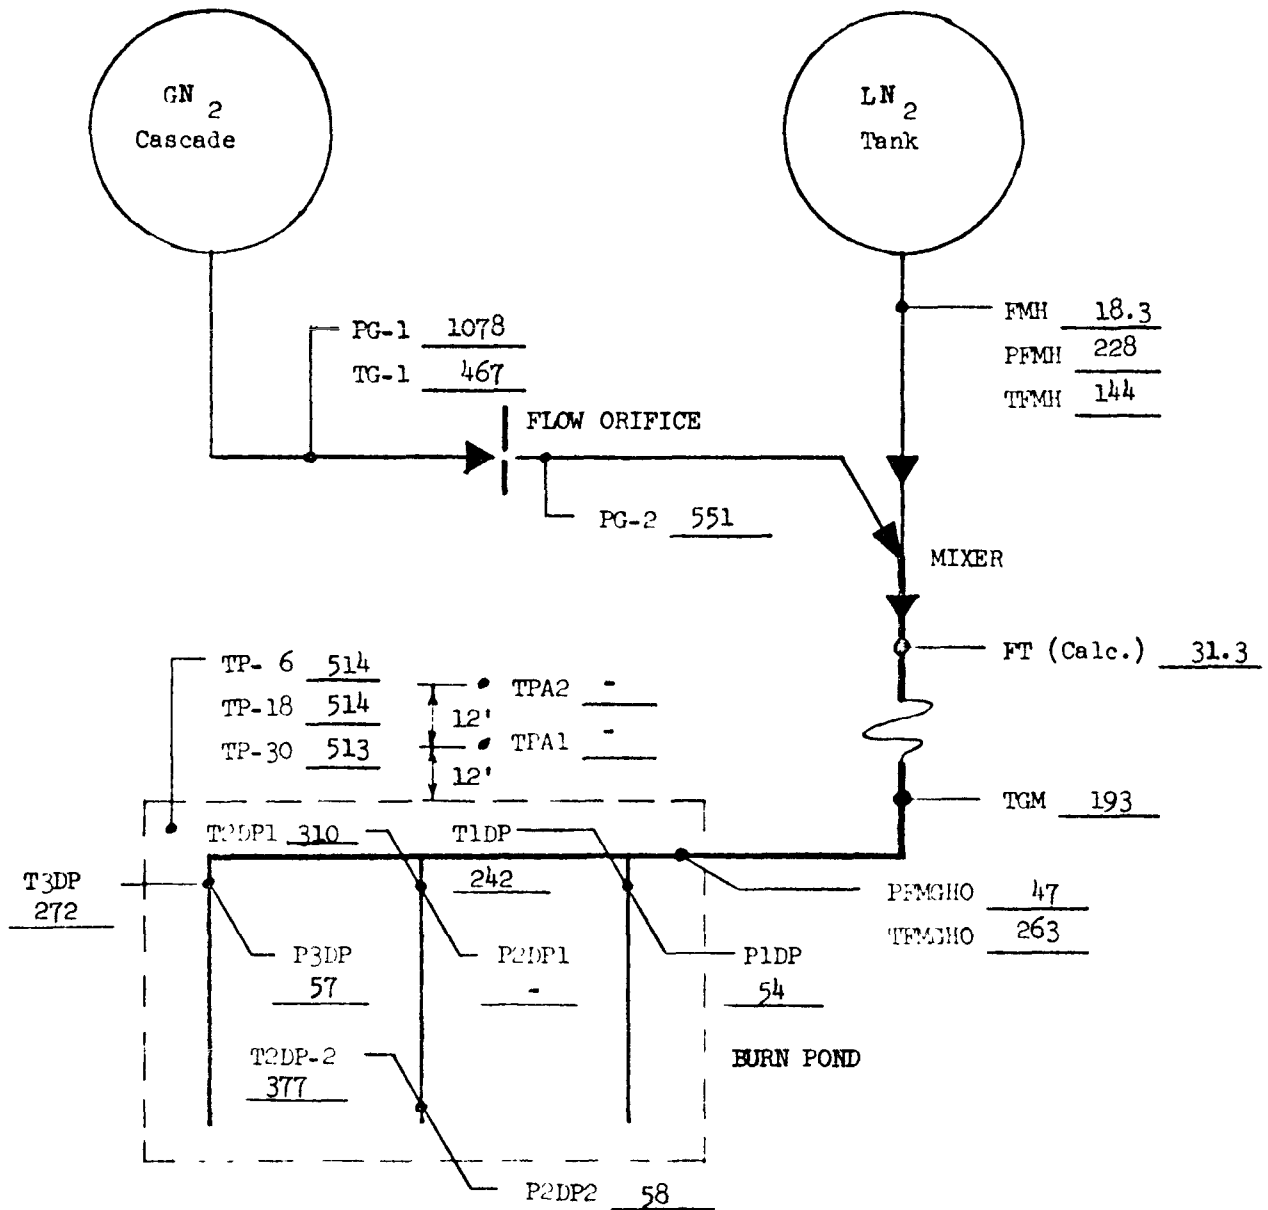 GN2
Cascade
LN2
Tank
PG-1 1078
TG-1 467
FLOW ORIFICE
PG-2 551
FMH 18.3
PFMH 228
TFMH 144
MIXER
FT (Calc.) 31.3
TP- 6 514
TP-18 514
TP-30 513
12'
12'
TPA2 -
TPA1 -
TGM 193
T2DP1 310
T1DP
242
T3DP
272
PFMGHO 47
TFMGHO 263
P3DP
57
P2DP1
-
P1DP
54
T2DP-2
377
BURN POND
P2DP2 58